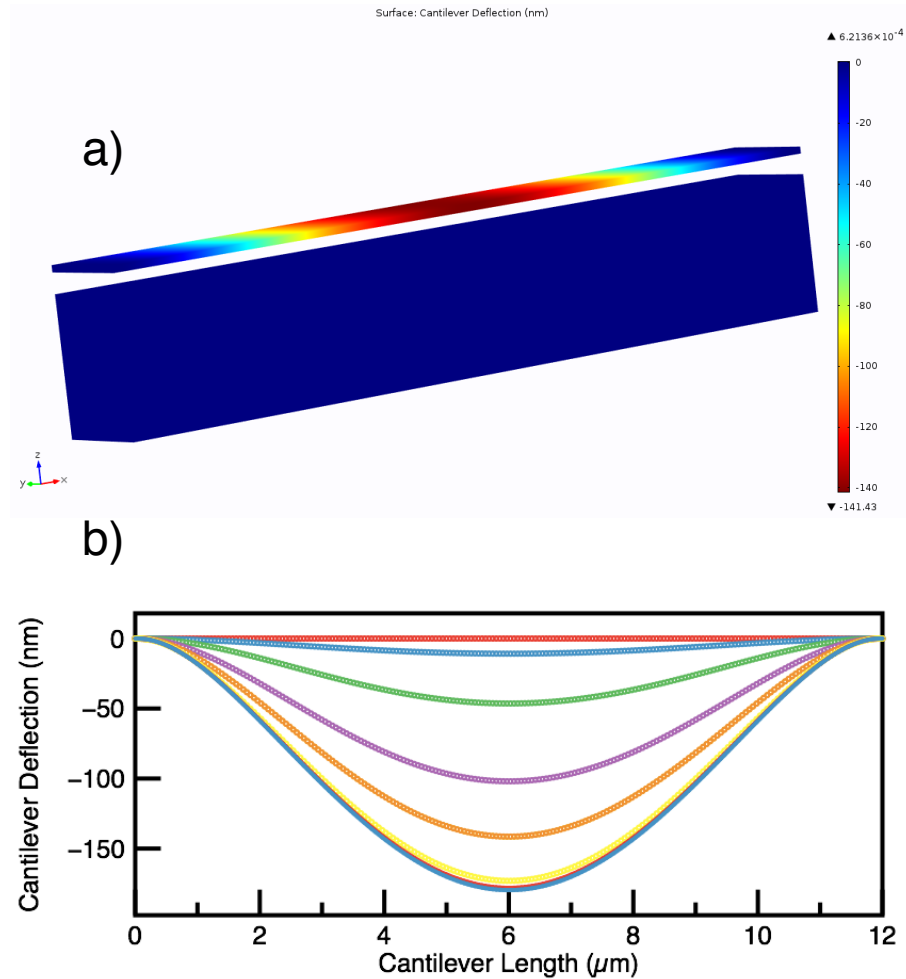 Surface: Cantilever Deflection (nm)
▲ 6.2136×10⁻⁴
a)
0
-20
-40
-60
-80
-100
-120
-140
▼ -141.43
z
y
x
b)
Cantilever Deflection (nm)
0
−50
−100
−150
0 2 4 6 8 10 12
Cantilever Length (μm)